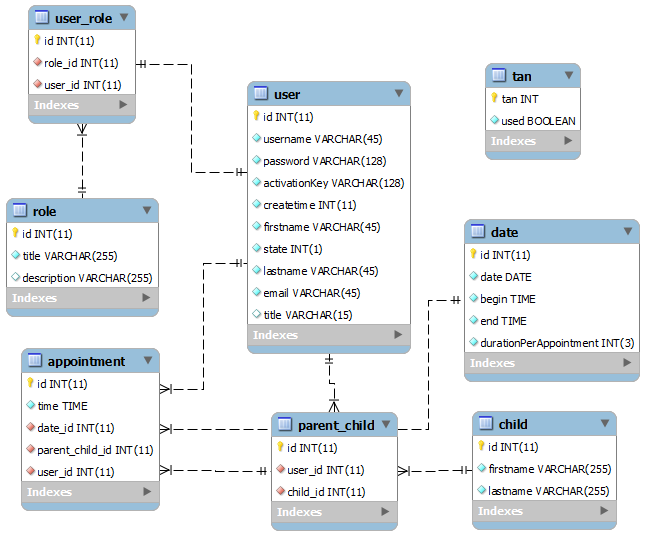 user_role
id INT(11)
role_id INT(11)
user_id INT(11)
Indexes
role
id INT(11)
title VARCHAR(255)
description VARCHAR(255)
Indexes
user
id INT(11)
username VARCHAR(45)
password VARCHAR(128)
activationKey VARCHAR(128)
createtime INT(11)
firstname VARCHAR(45)
state INT(1)
lastname VARCHAR(45)
email VARCHAR(45)
title VARCHAR(15)
Indexes
tan
tan INT
used BOOLEAN
date
id INT(11)
date DATE
begin TIME
end TIME
durationPerAppointment INT(3)
Indexes
appointment
id INT(11)
time TIME
date_id INT(11)
parent_child_id INT(11)
user_id INT(11)
Indexes
parent_child
id INT(11)
user_id INT(11)
child_id INT(11)
Indexes
child
id INT(11)
firstname VARCHAR(255)
lastname VARCHAR(255)
Indexes